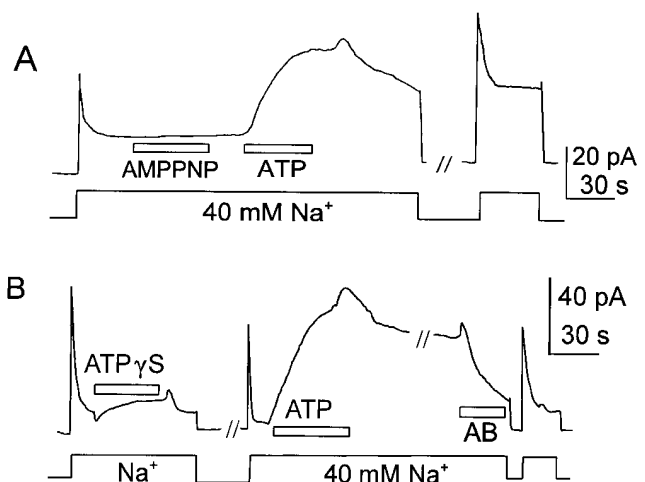 A
AMPPNP
ATP
//
20 pA
30 s
40 mM Na⁺
B
40 pA
30 s
ATPγS
//
ATP
//
AB
Na⁺
40 mM Na⁺